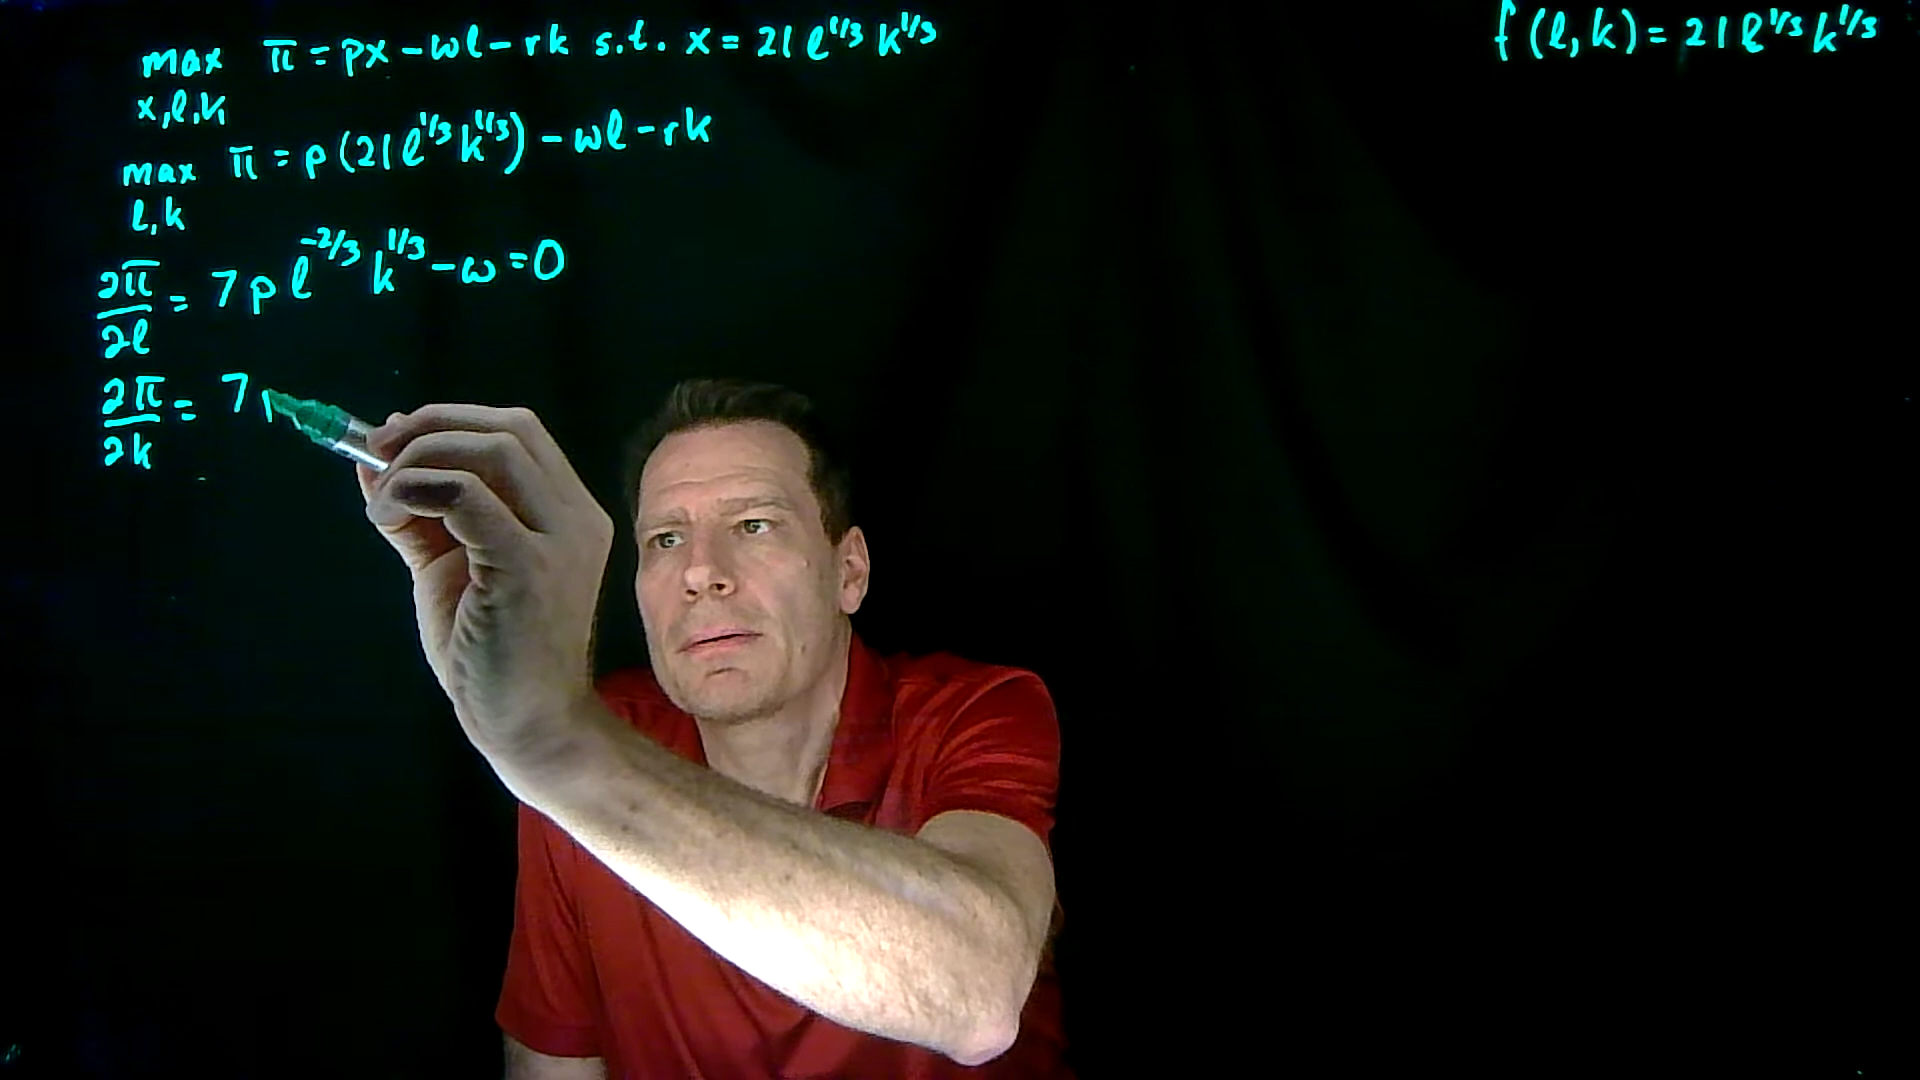 max π = px - wl - rk s.t. x = 21 l^1/3 k^1/3
x,l,k
f(l,k) = 21 l^1/3 k^1/3
max π = p(21 l^1/3 k^1/3) - wl - rk
l,k
∂π/∂l = 7 p l^-2/3 k^1/3 - w = 0
∂π/∂k = 7